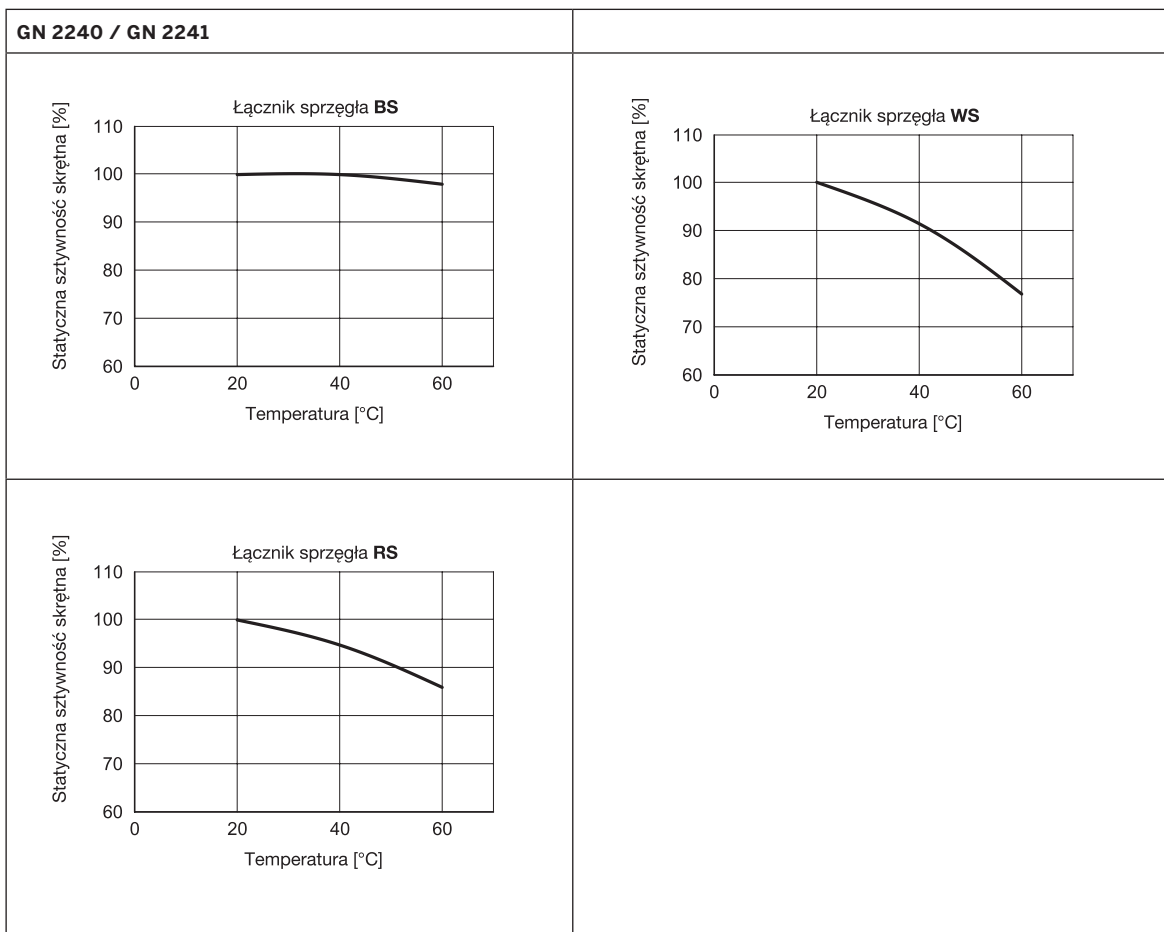 GN 2240 / GN 2241
Łącznik sprzęgła BS
Statyczna sztywność skrętna [%]
110
100
90
80
70
60
0 20 40 60
Temperatura [°C]
Łącznik sprzęgła WS
Statyczna sztywność skrętna [%]
110
100
90
80
70
60
0 20 40 60
Temperatura [°C]
Łącznik sprzęgła RS
Statyczna sztywność skrętna [%]
110
100
90
80
70
60
0 20 40 60
Temperatura [°C]